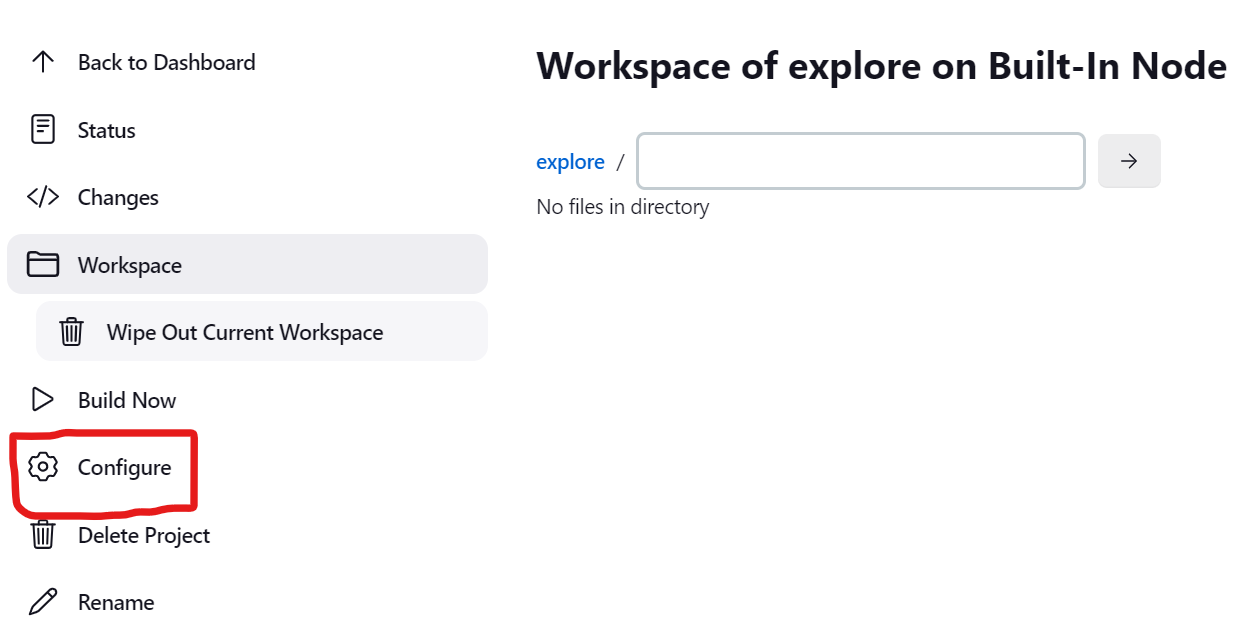 Back to Dashboard
Status
Changes
Workspace
Wipe Out Current Workspace
Build Now
Configure
Delete Project
Rename
Workspace of explore on Built-In Node
explore /
No files in directory